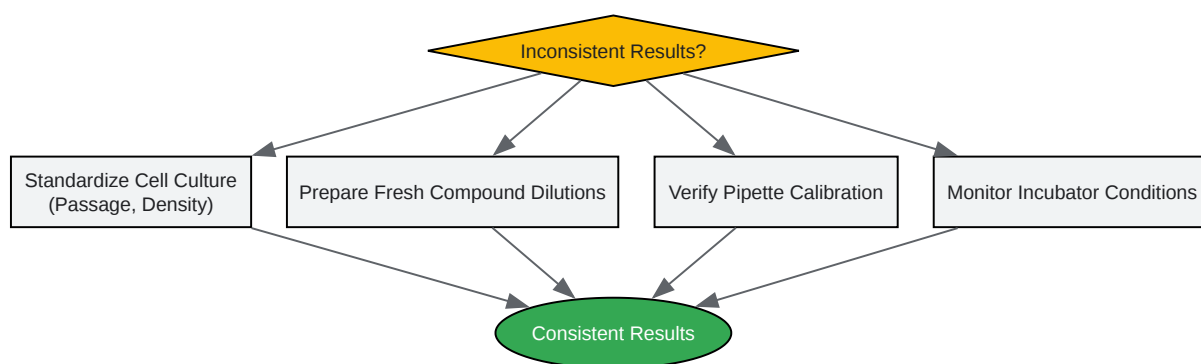 Inconsistent Results?
Standardize Cell Culture
(Passage, Density)
Prepare Fresh Compound Dilutions
Verify Pipette Calibration
Monitor Incubator Conditions
Consistent Results